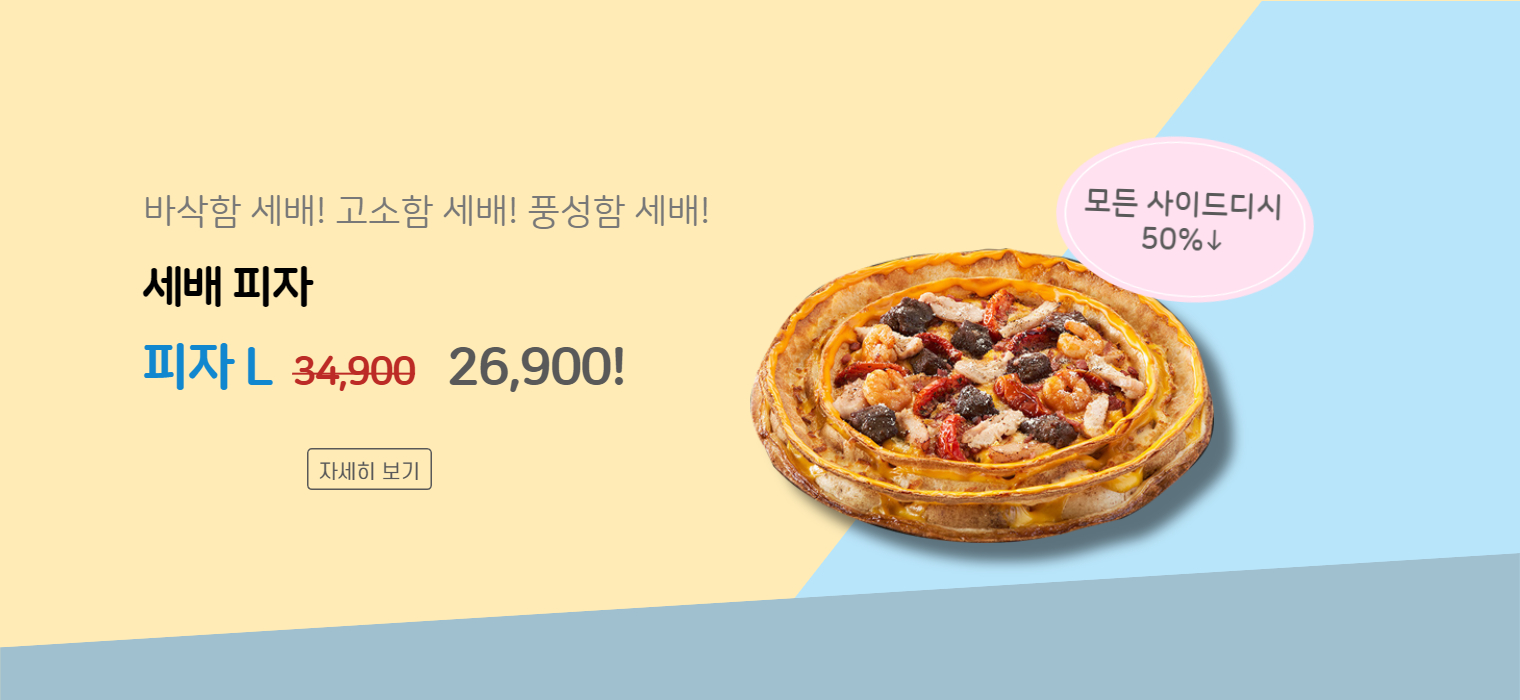 바삭함 세배! 고소함 세배! 풍성함 세배!
세배 피자
피자 L 34,900 26,900!
자세히 보기
모든 사이드디시
50%↓